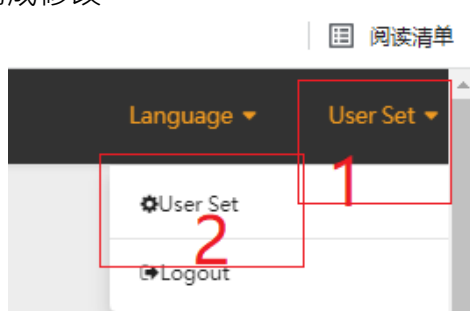 阅读清单
Language User Set
1
User Set
2
Logout